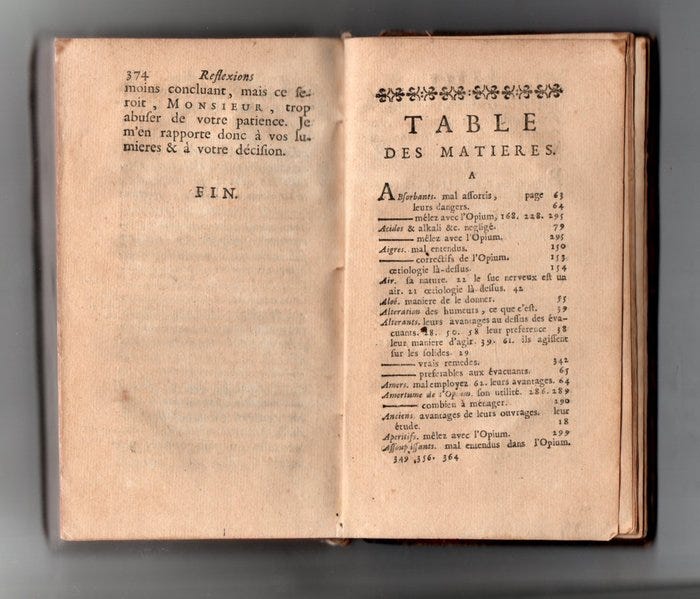 374 Reflexions
moins concluant, mais ce se-
roit, MONSIEUR, trop
abuser de votre patience. Je
m'en rapporte donc à vos lu-
mieres & à votre décision.
FIN.
TABLE
DES MATIERES.
A
ABsorbants. mal assortis, page 63
leurs dangers. 64
——— mêlez avec l'Opium, 168. 228. 295
Acides & alkali &c. negligé. 79
——— mêlez avec l'Opium. 295
Aigres. mal entendus. 150
——— correctifs de l'Opium. 153
œtiologie là-dessus. 154
Air. sa nature. 22 le suc nerveux est un
air. 21 œtiologie là dessus. 42
Aloé. maniere de le donner. 55
Alteration des humeurs, ce que c'est. 39
Alterants. leurs avantages au dessus des éva-
cuants. 28. 50. 58 leur preference 38
leur maniere d'agir. 39. 61. ils agissent
sur les solides. 29
——— vrais remedes. 342
——— preferables aux évacuants. 65
Amers. mal employez 62. leurs avantages. 64
Amertume de l'Opium. son utilité. 286. 289
——— combien à ménager. 290
Anciens. avantages de leurs ouvrages. leur
étude. 18
Aperitifs. mêlez avec l'Opium. 299
Assoupissants. mal entendus dans l'Opium.
349. 356. 364